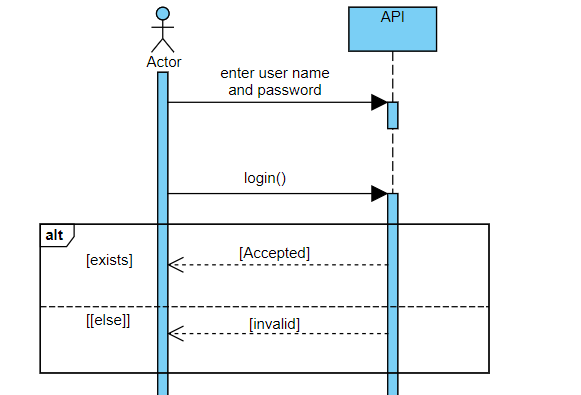 API
Actor
enter user name
and password
login()
alt
[exists]
[Accepted]
[[else]]
[invalid]